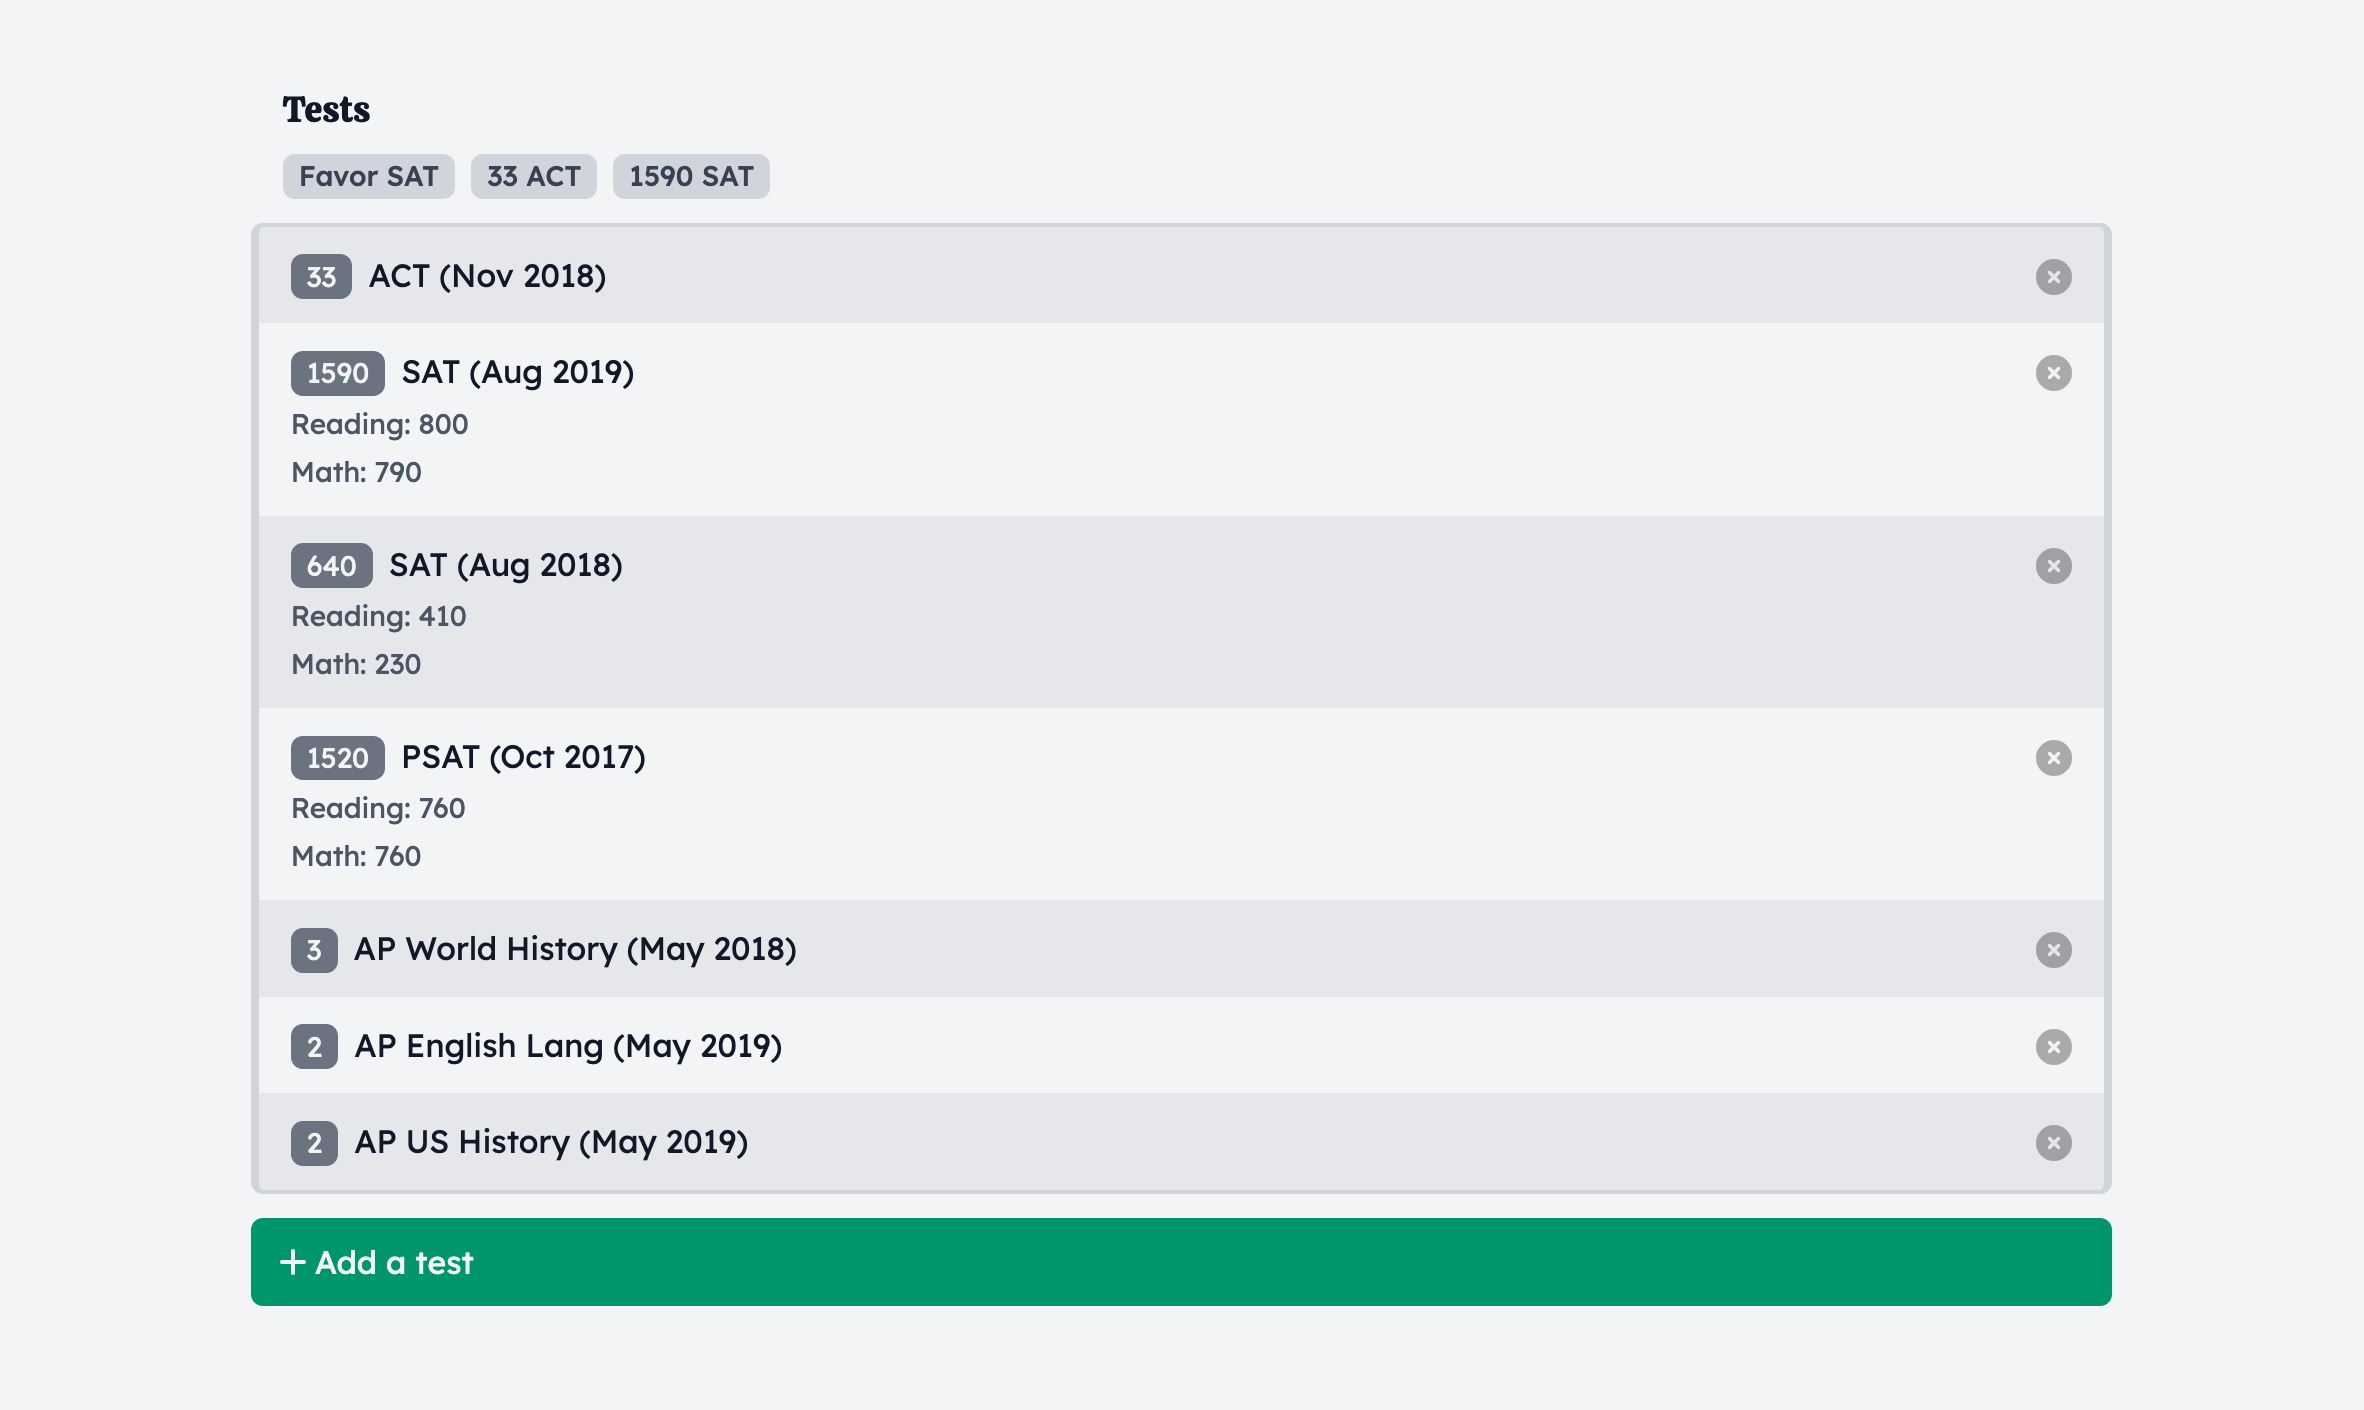 Tests
Favor SAT 33 ACT 1590 SAT
33 ACT (Nov 2018)
1590 SAT (Aug 2019)
Reading: 800
Math: 790
640 SAT (Aug 2018)
Reading: 410
Math: 230
1520 PSAT (Oct 2017)
Reading: 760
Math: 760
3 AP World History (May 2018)
2 AP English Lang (May 2019)
2 AP US History (May 2019)
+ Add a test